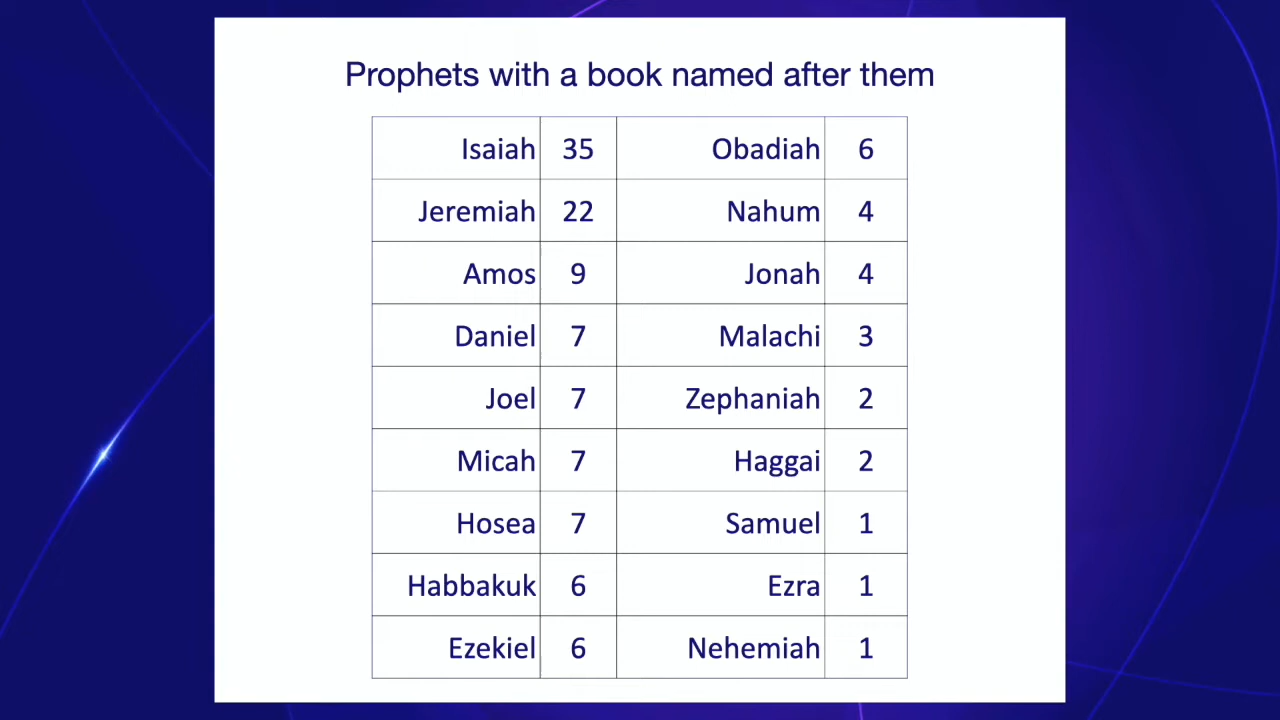 Prophets with a book named after them
Isaiah 35 Obadiah 6
Jeremiah 22 Nahum 4
Amos 9 Jonah 4
Daniel 7 Malachi 3
Joel 7 Zephaniah 2
Micah 7 Haggai 2
Hosea 7 Samuel 1
Habbakuk 6 Ezra 1
Ezekiel 6 Nehemiah 1